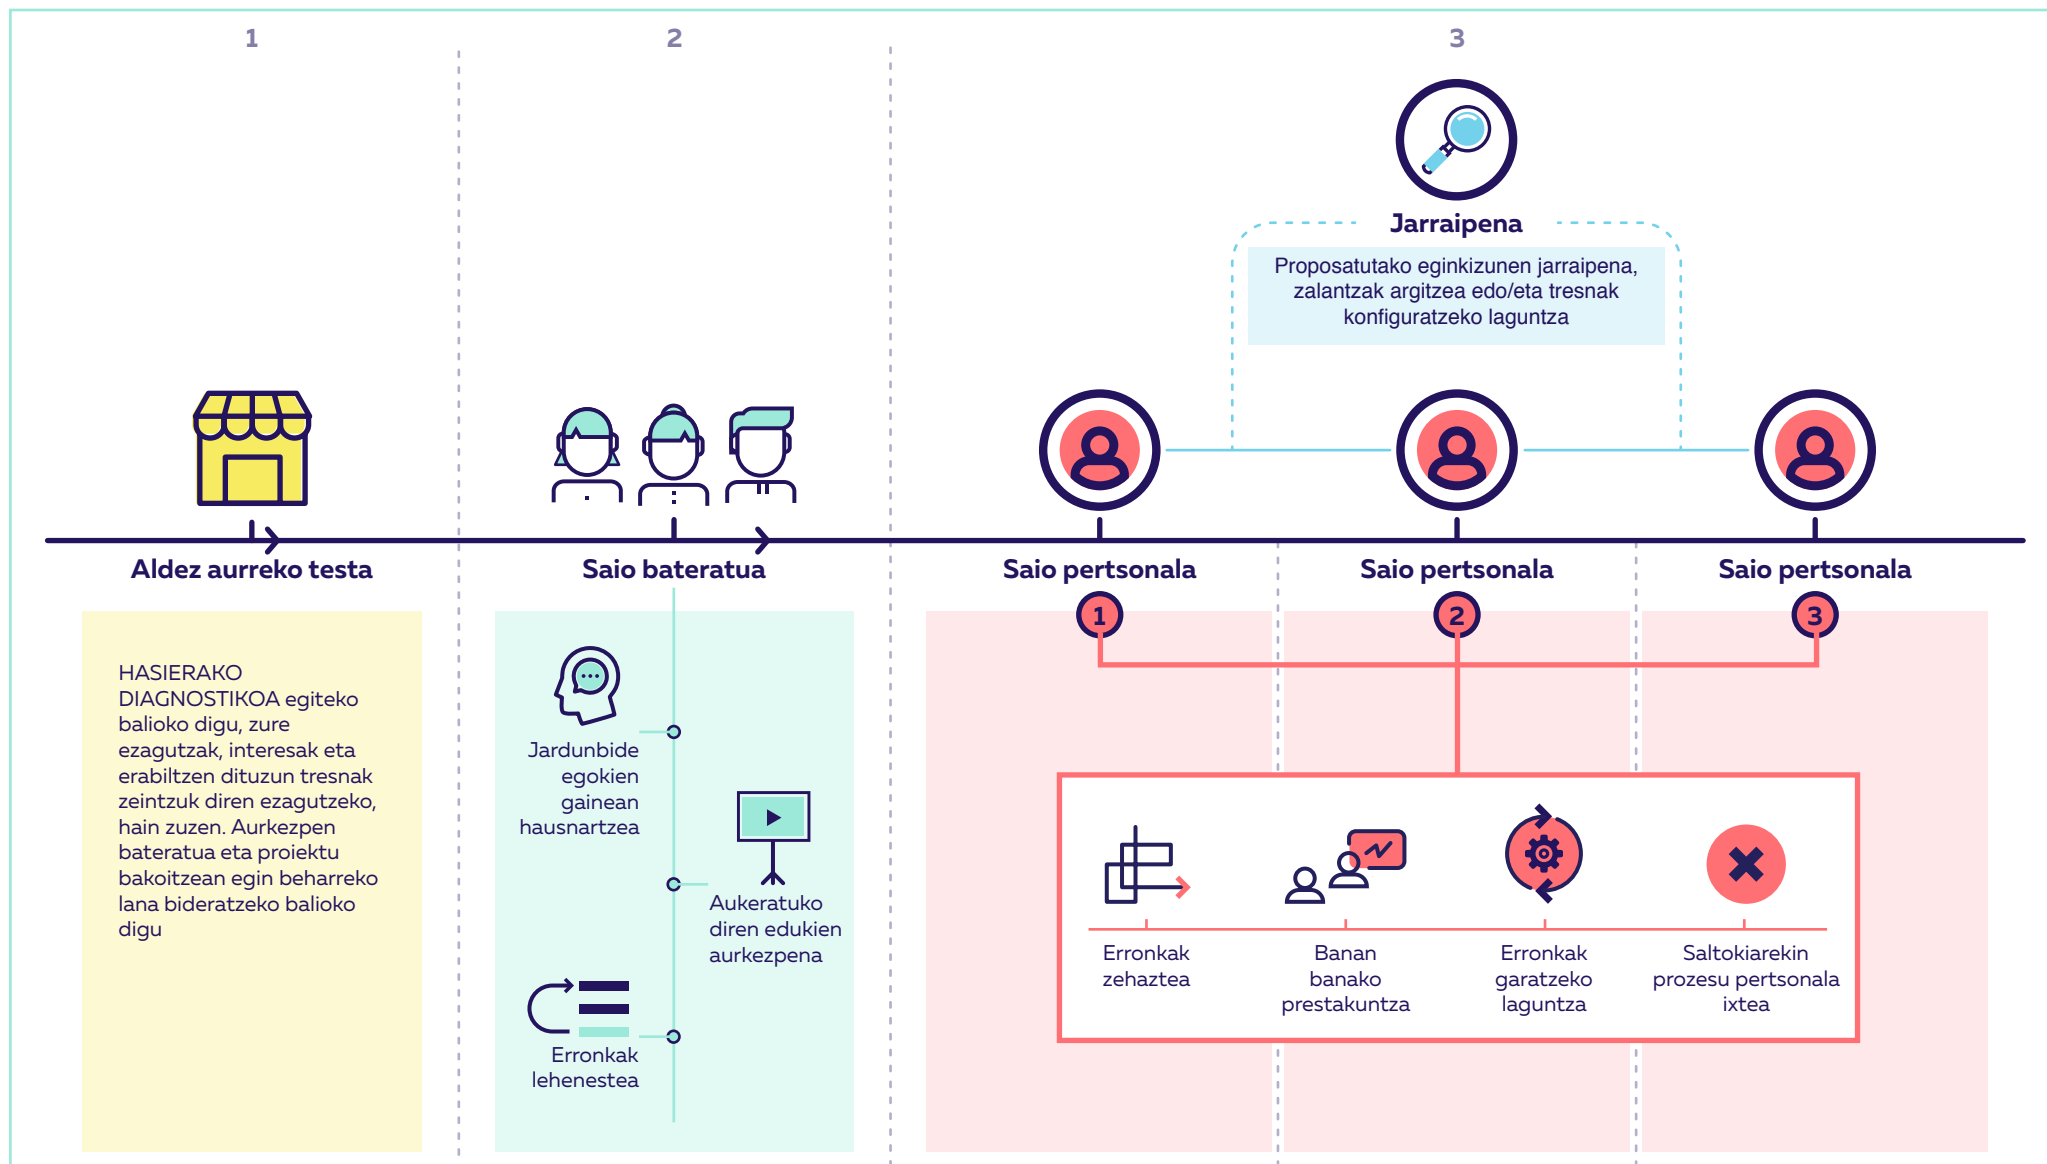 1
2
3
Jarraipena
Proposatutako eginkizunen jarraipena,
zalantzak argitzea edo/eta tresnak
konfiguratzeko laguntza
Aldez aurreko testa
Saio bateratua
Saio pertsonala
Saio pertsonala
Saio pertsonala
1
2
3
HASIERAKO
DIAGNOSTIKOA egiteko
balioko digu, zure
ezagutzak, interesak eta
erabiltzen dituzun tresnak
zeintzuk diren ezagutzeko,
hain zuzen. Aurkezpen
bateratua eta proiektu
bakoitzean egin beharreko
lana bideratzeko balioko
digu
Jardunbide
egokien
gainean
hausnartzea
Aukeratuko
diren edukien
aurkezpena
Erronkak
lehenestea
Erronkak
zehaztea
Banan
banako
prestakuntza
Erronkak
garatzeko
laguntza
Saltokiarekin
prozesu pertsonala
ixtea